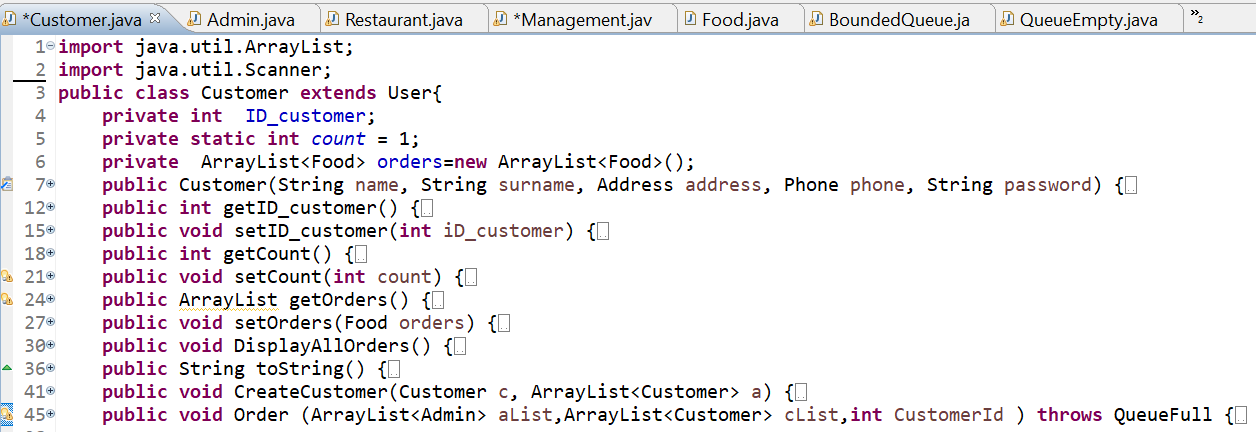 *Customer.java Admin.java Restaurant.java *Management.jav Food.java BoundedQueue.ja QueueEmpty.java »2
1 import java.util.ArrayList;
2 import java.util.Scanner;
3 public class Customer extends User{
4 private int ID_customer;
5 private static int count = 1;
6 private ArrayList<Food> orders=new ArrayList<Food>();
7 public Customer(String name, String surname, Address address, Phone phone, String password) {
12 public int getID_customer() {
15 public void setID_customer(int iD_customer) {
18 public int getCount() {
21 public void setCount(int count) {
24 public ArrayList getOrders() {
27 public void setOrders(Food orders) {
30 public void DisplayAllOrders() {
36 public String toString() {
41 public void CreateCustomer(Customer c, ArrayList<Customer> a) {
45 public void Order (ArrayList<Admin> aList,ArrayList<Customer> cList,int CustomerId ) throws QueueFull {